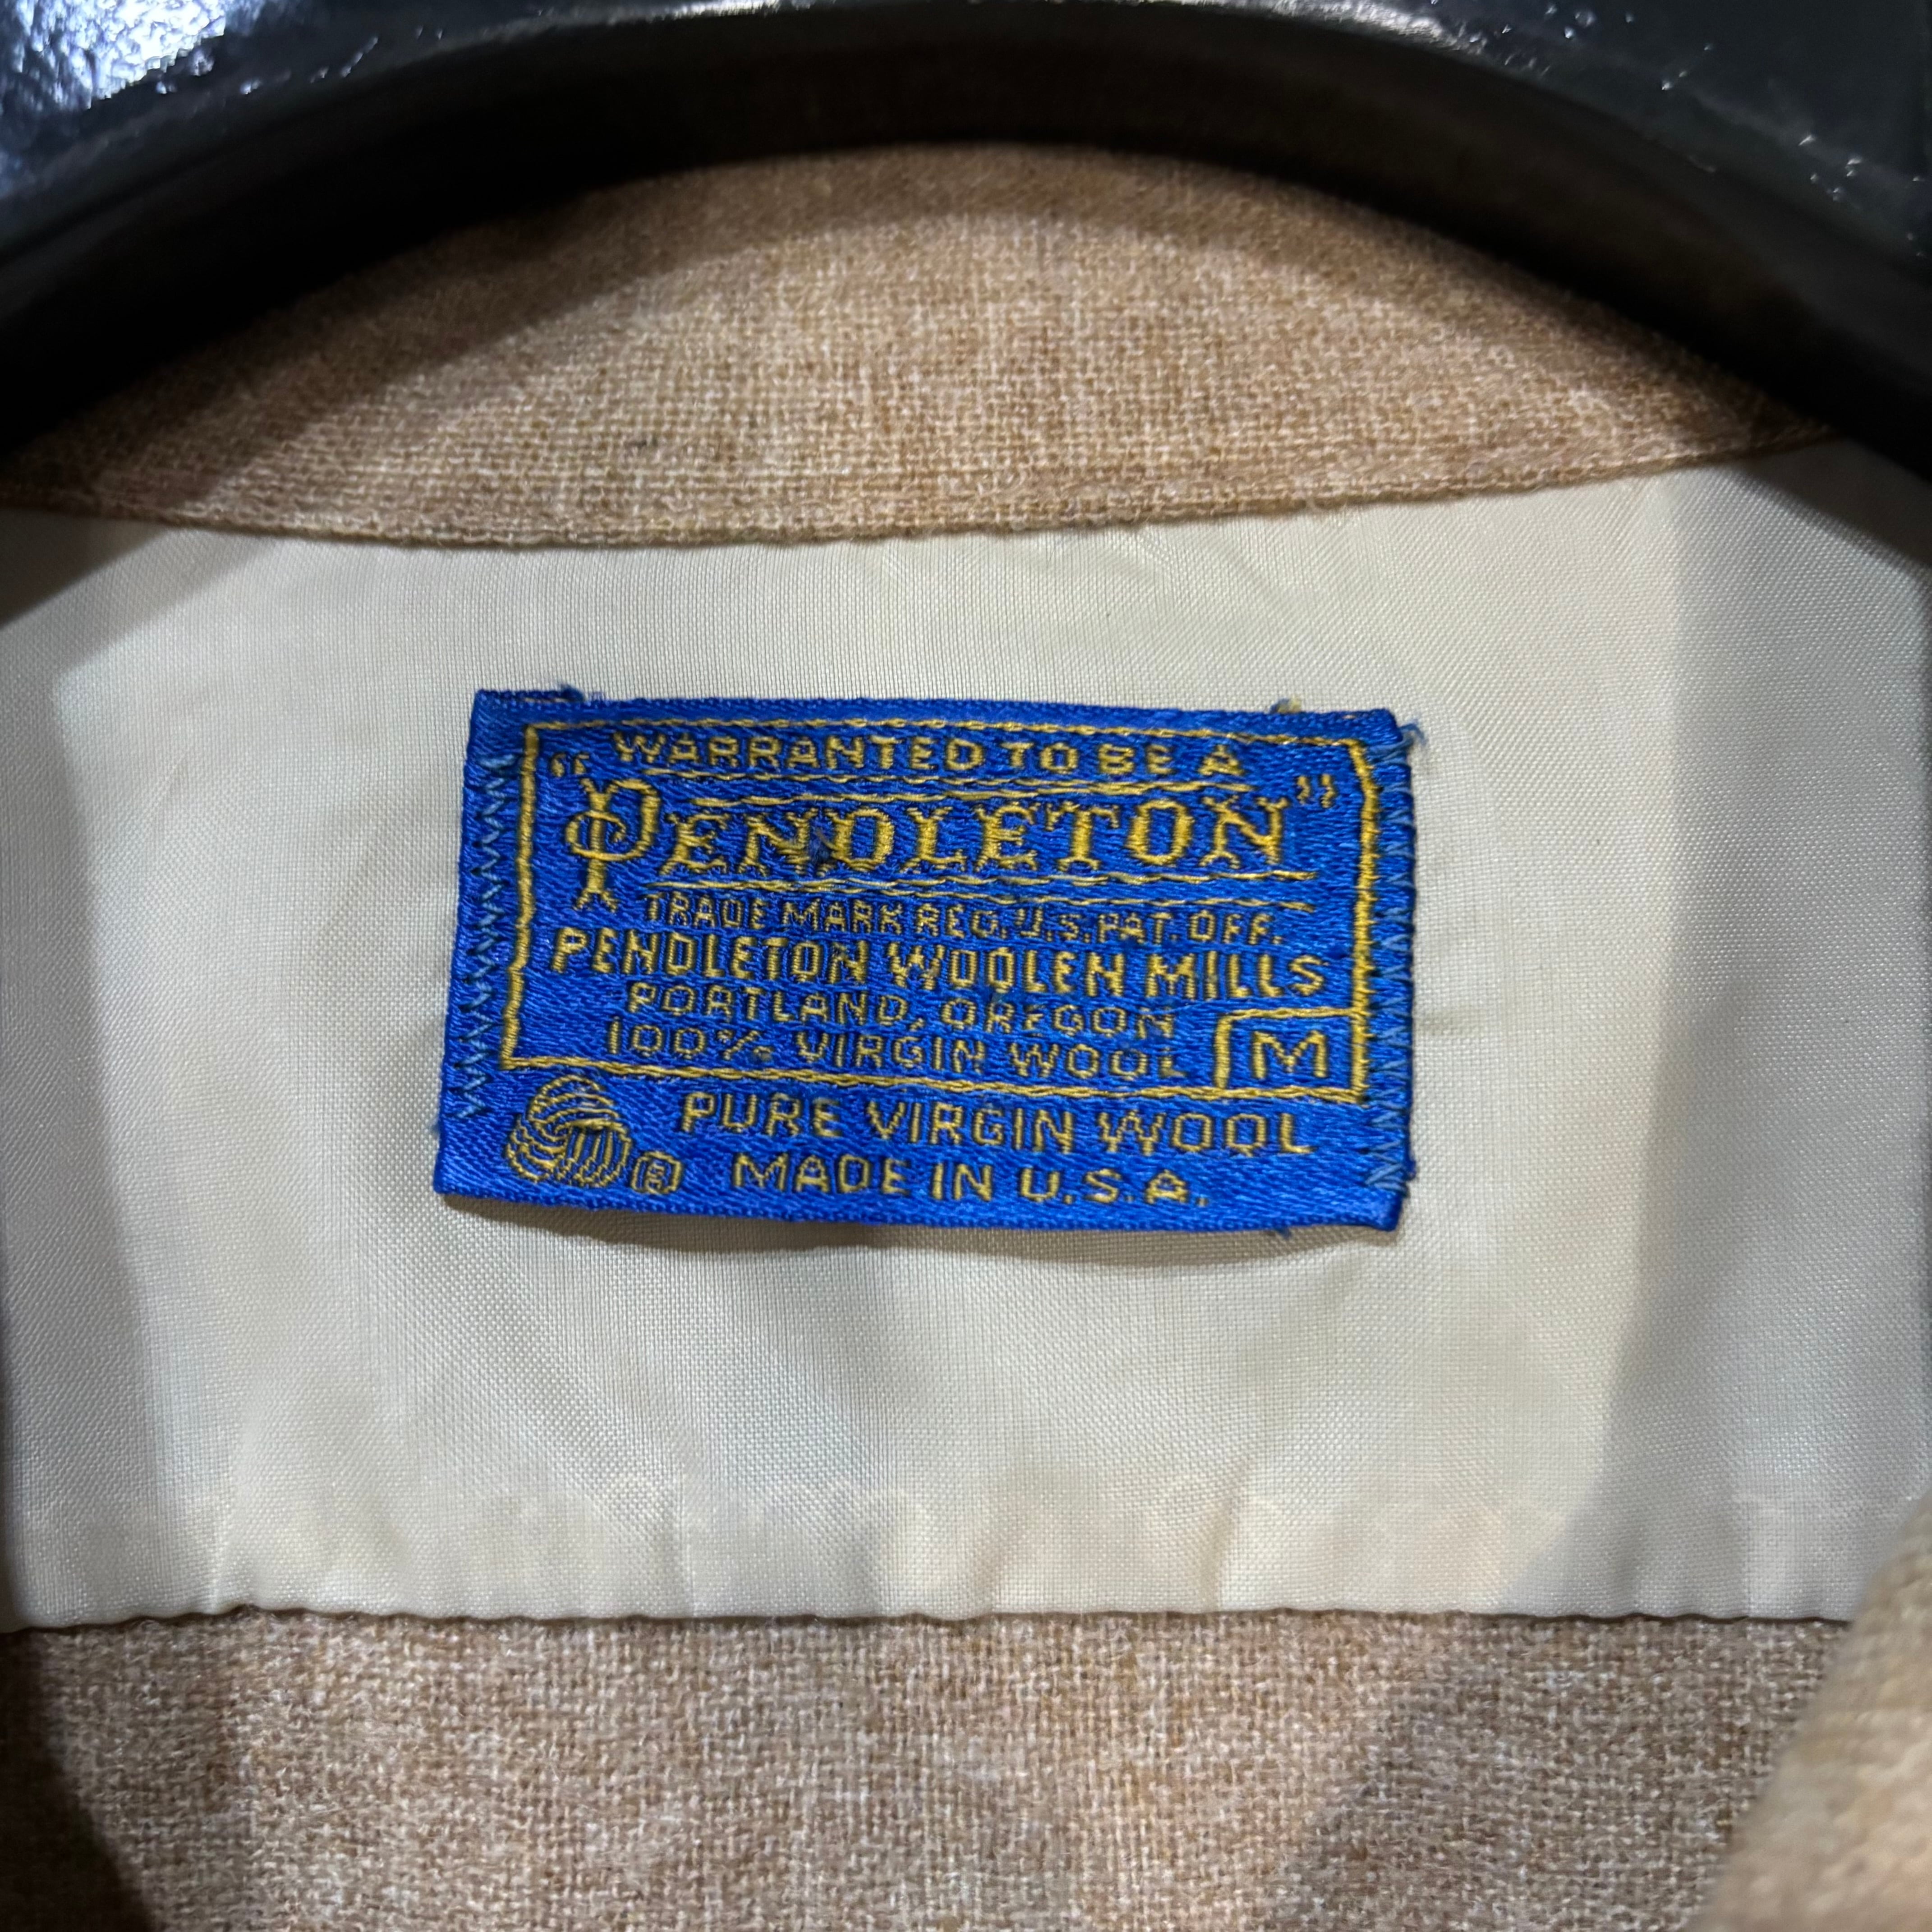 WARRANTED TO BE A
"PENDLETON"
TRADE MARK REG. U.S. PAT. OFF.
PENDLETON WOOLEN MILLS
PORTLAND, OREGON
100% VIRGIN WOOL M
PURE VIRGIN WOOL
® MADE IN U.S.A.